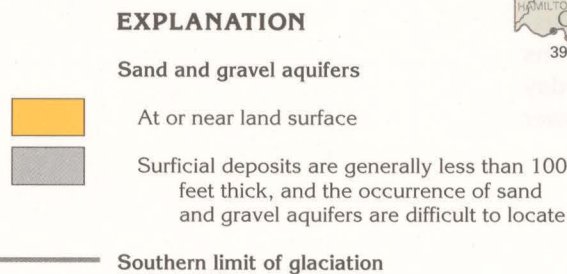 EXPLANATION
HAMILTO
39
Sand and gravel aquifers
At or near land surface
Surficial deposits are generally less than 100
feet thick, and the occurrence of sand
and gravel aquifers are difficult to locate
Southern limit of glaciation